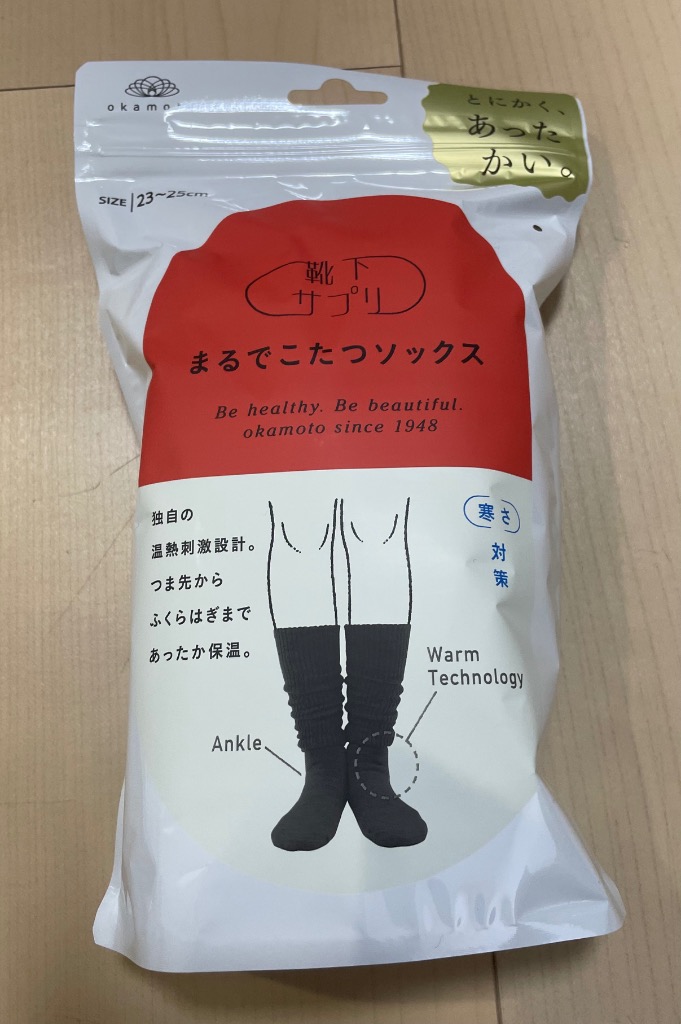 okamoto
とにかく、
あった
かい。
SIZE 23~25cm
靴下
サプリ
まるでこたつソックス
Be healthy. Be beautiful.
okamoto since 1948
独自の
温熱刺激設計。
つま先から
ふくらはぎまで
あったか保温。
寒さ
対策
Warm
Technology
Ankle